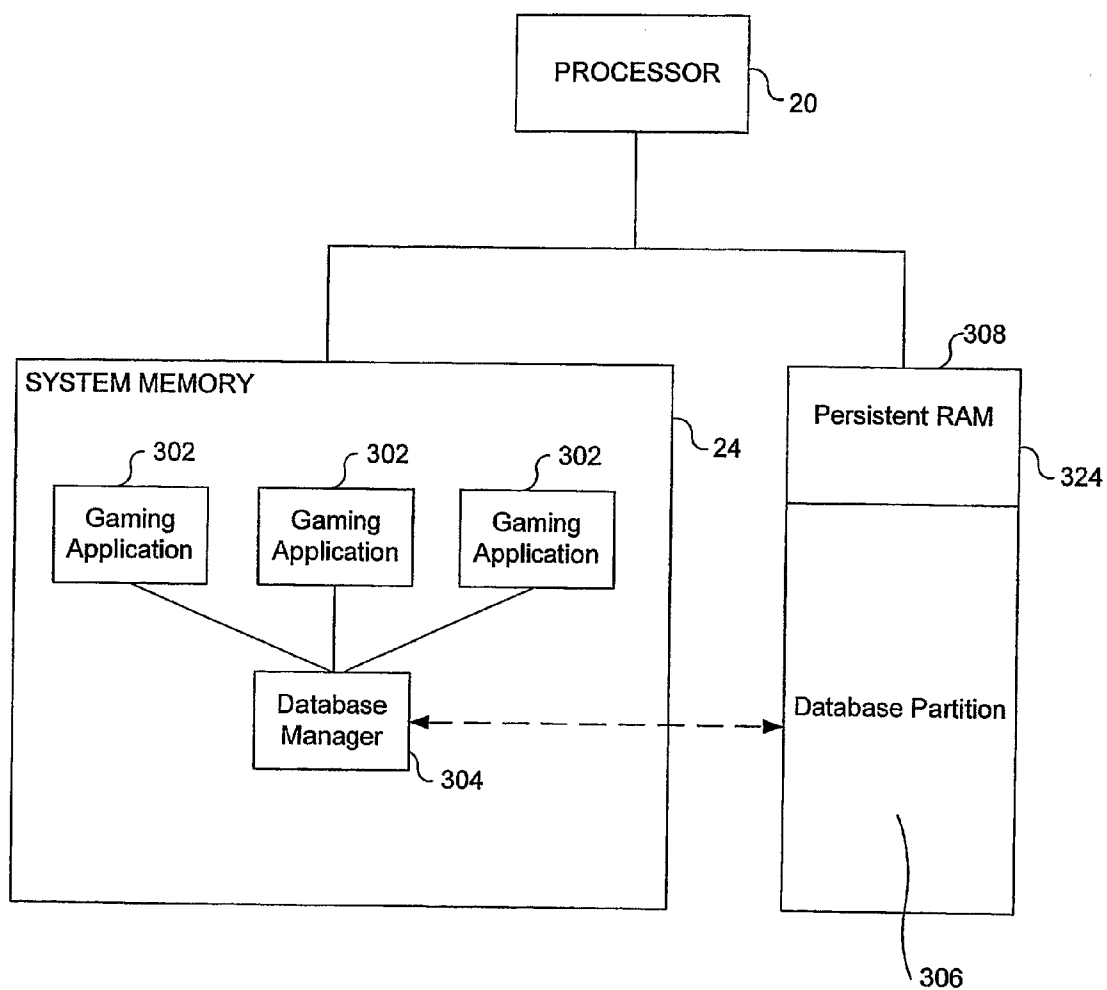 PROCESSOR
20
308
SYSTEM MEMORY
Persistent RAM
24
324
302
302
302
Gaming
Application
Gaming
Application
Gaming
Application
Database
Manager
304
Database Partition
306